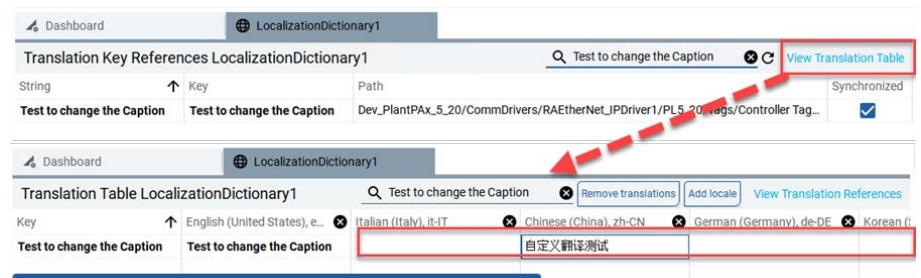 Dashboard
LocalizationDictionary1
Translation Key References LocalizationDictionary1
Test to change the Caption
View Translation Table
String
Key
Path
Synchronized
Test to change the Caption
Test to change the Caption
Dev_PlantPAx_5_20/CommDrivers/RAEtherNet_IPDriver1/PL5_20/Tags/Controller Tag...
Dashboard
LocalizationDictionary1
Translation Table LocalizationDictionary1
Test to change the Caption
Remove translations
Add locale
View Translation References
Key
English (United States), e...
Italian (Italy), it-IT
Chinese (China), zh-CN
German (Germany), de-DE
Korean (
Test to change the Caption
Test to change the Caption
自定义翻译测试